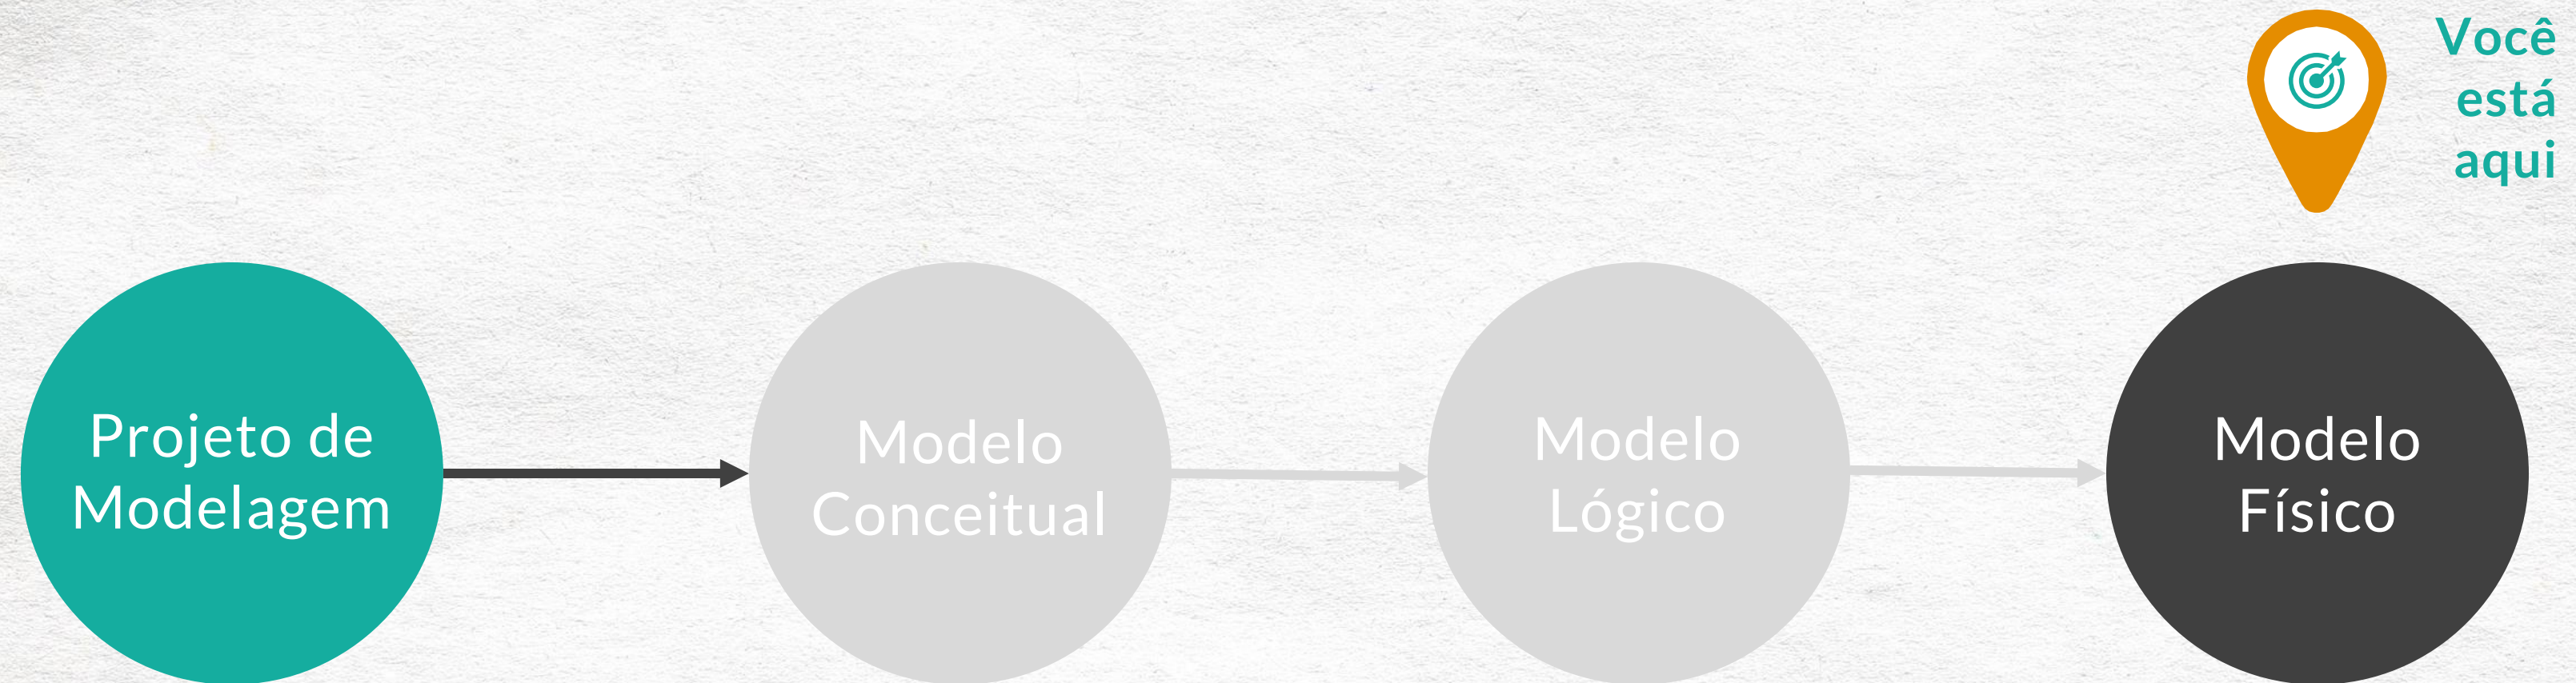 Você
está
aqui
Projeto de
Modelagem
Modelo
Conceitual
Modelo
Lógico
Modelo
Físico